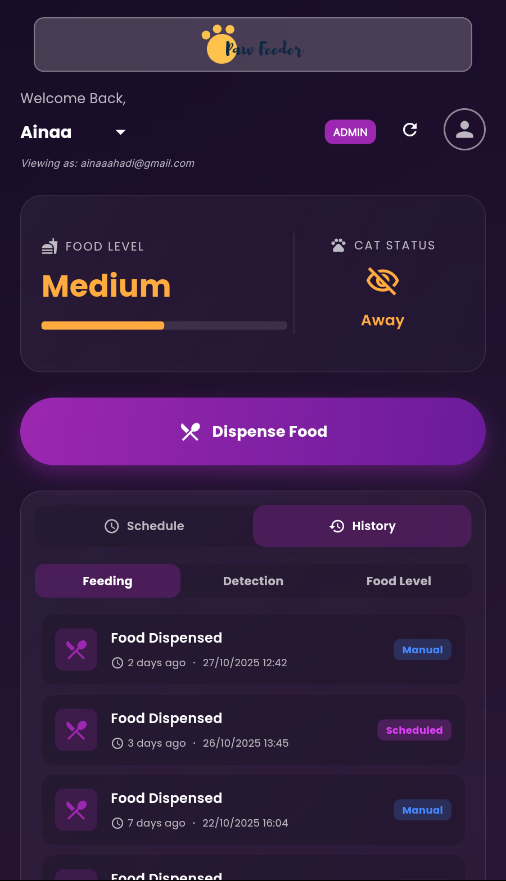 Paw Feeder
Welcome Back,
Ainaa
ADMIN
Viewing as: ainaaahadi@gmail.com
FOOD LEVEL
Medium
CAT STATUS
Away
Dispense Food
Schedule
History
Feeding
Detection
Food Level
Food Dispensed
2 days ago · 27/10/2025 12:42
Manual
Food Dispensed
3 days ago · 26/10/2025 13:45
Scheduled
Food Dispensed
7 days ago · 22/10/2025 16:04
Manual
Food Dispensed